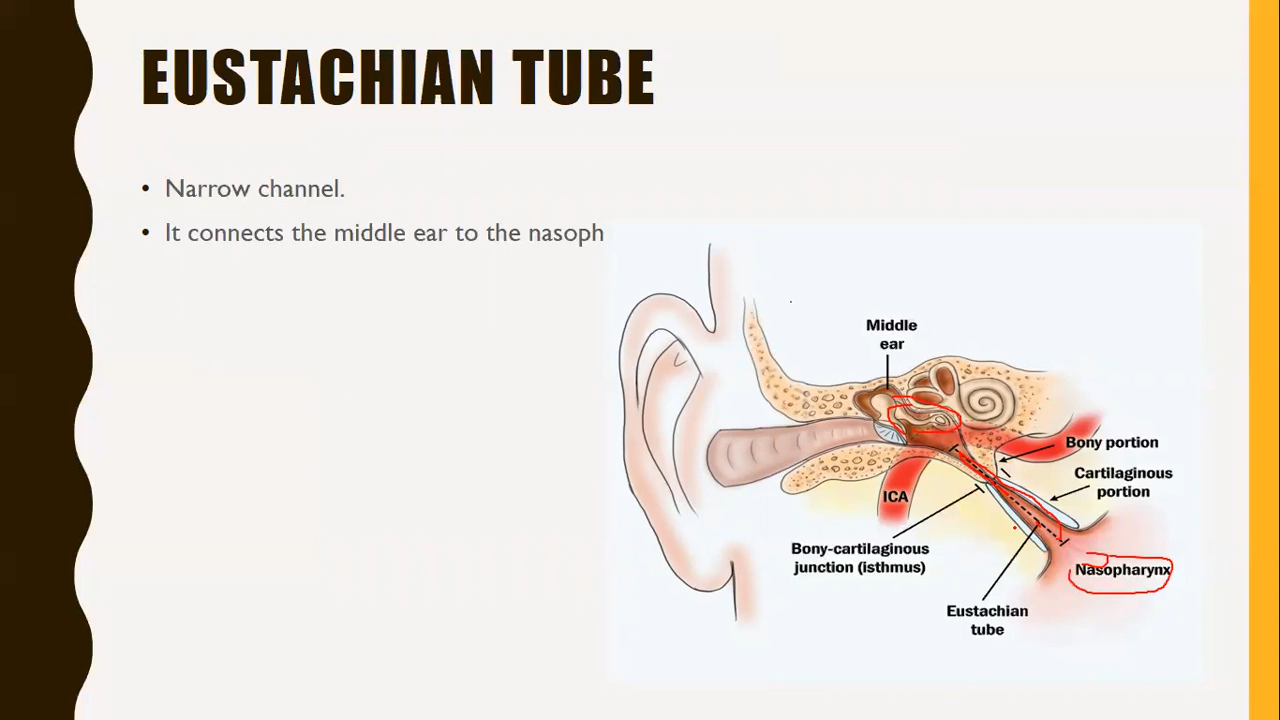 EUSTACHIAN TUBE
• Narrow channel.
• It connects the middle ear to the nasoph
Middle
ear
Bony portion
Cartilaginous
portion
ICA
Bony-cartilaginous
junction (isthmus)
Nasopharynx
Eustachian
tube